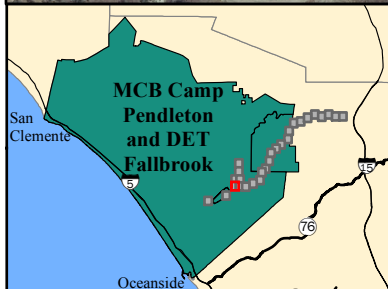 MCB Camp
Pendleton
and DET
Fallbrook
San
Clemente
5
15
76
Oceanside